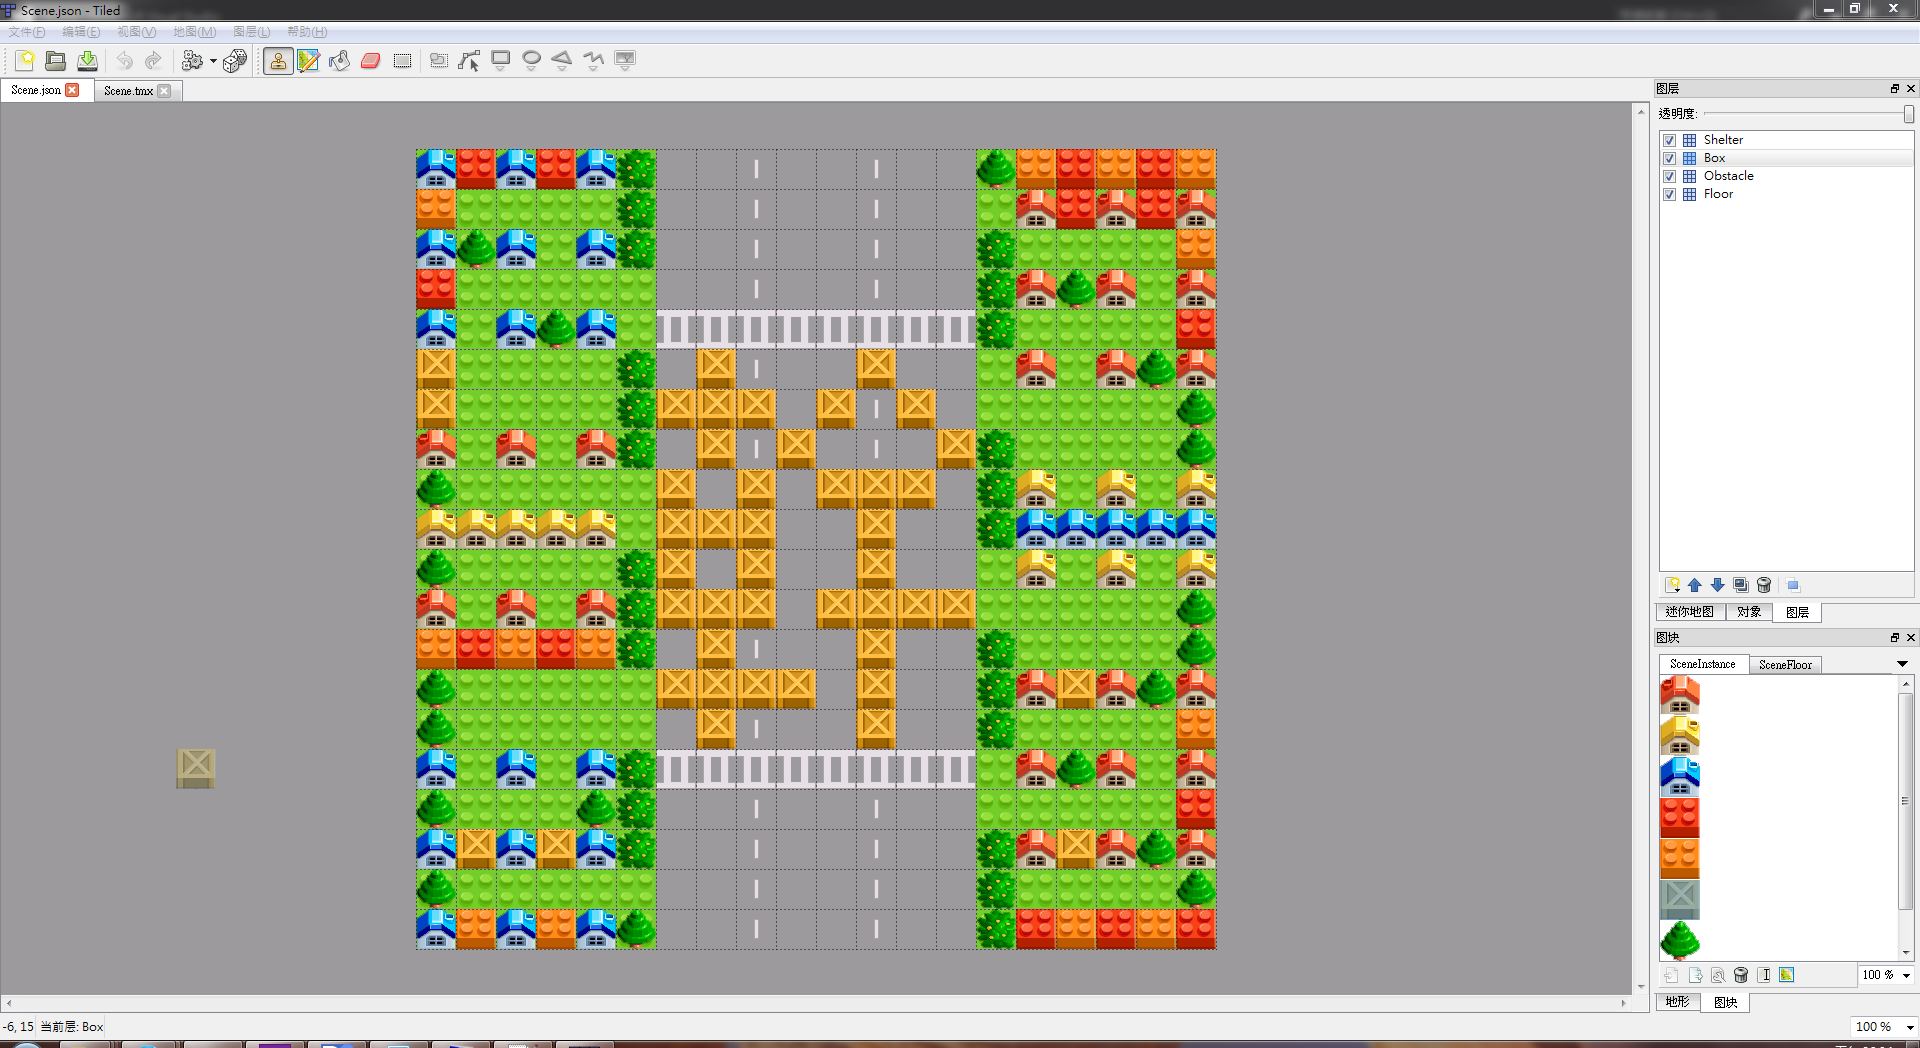 Scene.json - Tiled
文件(F) 编辑(E) 视图(V) 地图(M) 图层(L) 帮助(H)
Scene.json Scene.tmx
图层
透明度:
Shelter
Box
Obstacle
Floor
迷你地图 对象 图层
图块
SceneInstance SceneFloor
100 %
地形 图块
-6, 15 当前层: Box
100 %